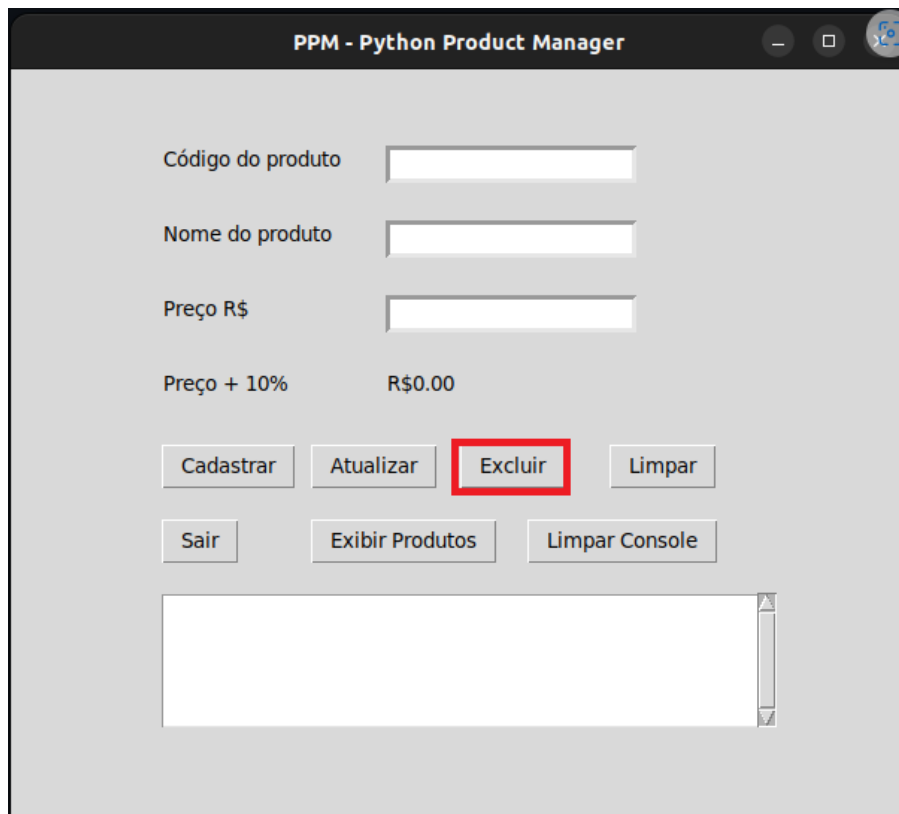 PPM - Python Product Manager
Código do produto
Nome do produto
Preço R$
Preço + 10% R$0.00
Cadastrar Atualizar Excluir Limpar
Sair Exibir Produtos Limpar Console